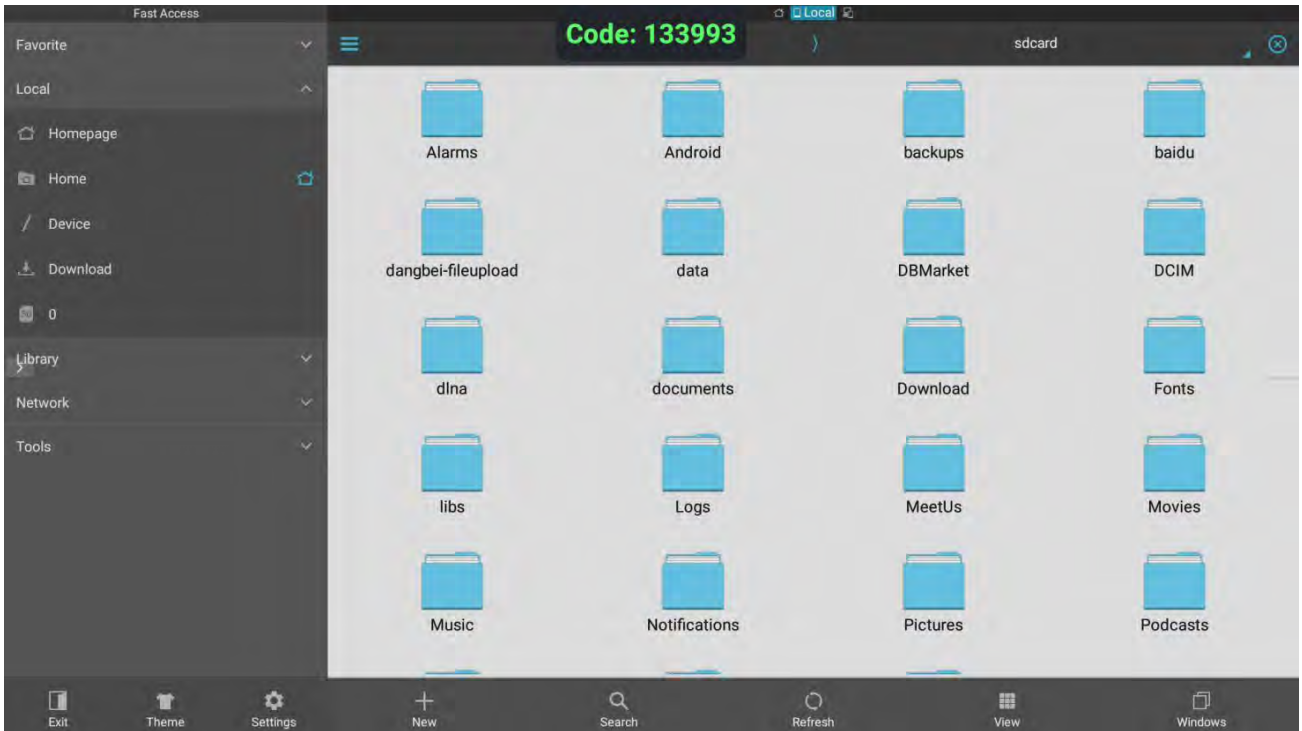 Fast Access
Local
Code: 133993
sdcard
Favorite
Local
Homepage
Home
Device
Download
0
Library
Network
Tools
Alarms
Android
backups
baidu
dangbei-fileupload
data
DBMarket
DCIM
dlna
documents
Download
Fonts
libs
Logs
MeetUs
Movies
Music
Notifications
Pictures
Podcasts
Exit
Theme
Settings
New
Search
Refresh
View
Windows